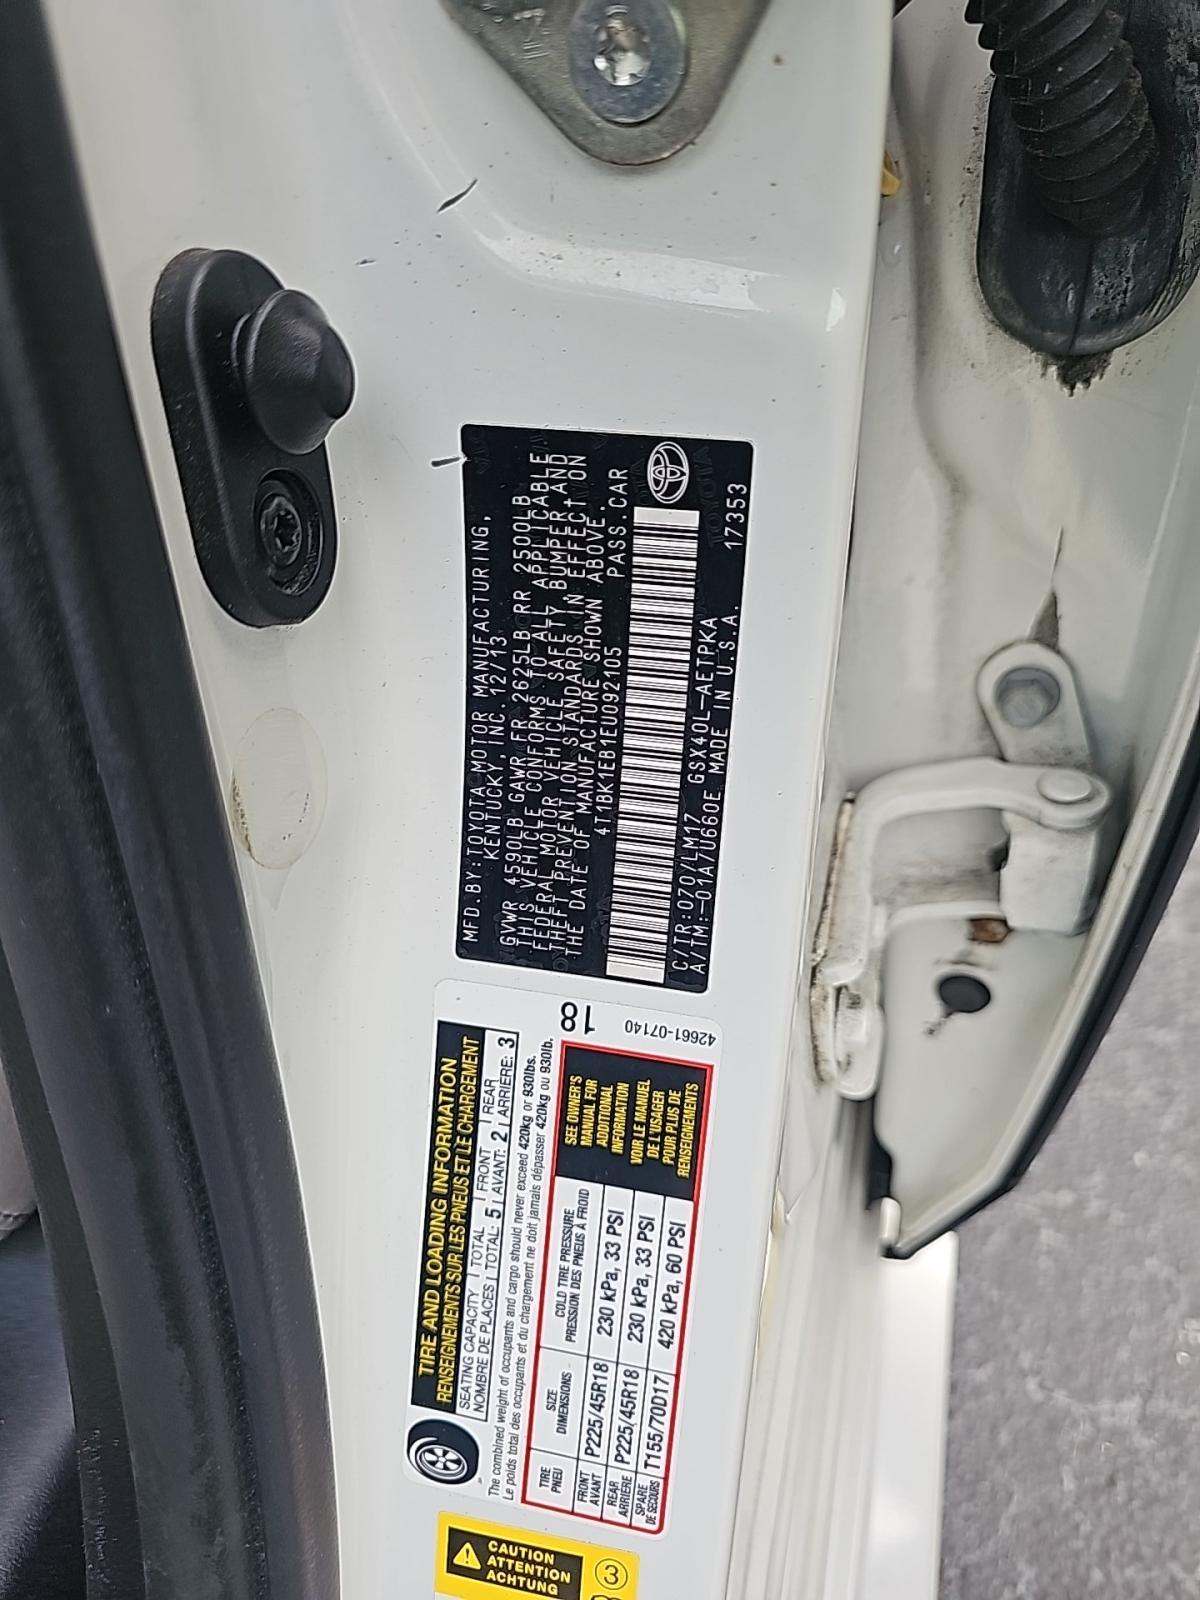 MFD.BY:TOYOTA MOTOR MANUFACTURING,
KENTUCKY, INC. 12/13
GVWR 4590LB GAWR FR 2625LB RR 2500LB
THIS VEHICLE CONFORMS TO ALL APPLICABLE
FEDERAL MOTOR VEHICLE SAFETY, BUMPER AND
THEFT PREVENTION STANDARDS IN EFFECT ON
THE DATE OF MANUFACTURE SHOWN ABOVE.
4T1BK1EB1EU092105 PASS.CAR
C/TR:070/LM17 GSX40L-AETPKA
A/TM:-01A/U660E MADE IN U.S.A. 17353
TIRE AND LOADING INFORMATION
RENSEIGNEMENTS SUR LES PNEUS ET LE CHARGEMENT
SEATING CAPACITY TOTAL FRONT REAR
NOMBRE DE PLACES TOTAL: 5 AVANT: 2 ARRIÈRE: 3
The combined weight of occupants and cargo should never exceed 420kg or 930lbs.
Le poids total des occupants et du chargement ne doit jamais dépasser 420kg ou 930lb.
18
42661-07140
TIRE SIZE COLD TIRE PRESSURE
PNEU DIMENSIONS PRESSION DES PNEUS À FROID
FRONT
AVANT P225/45R18 230 kPa, 33 PSI
REAR
ARRIÈRE P225/45R18 230 kPa, 33 PSI
SPARE
DE SECOURS T155/70D17 420 kPa, 60 PSI
SEE OWNER'S
MANUAL FOR
ADDITIONAL
INFORMATION
VOIR LE MANUEL
DE L'USAGER
POUR PLUS DE
RENSEIGNEMENTS
CAUTION
ATTENTION
ACHTUNG
3